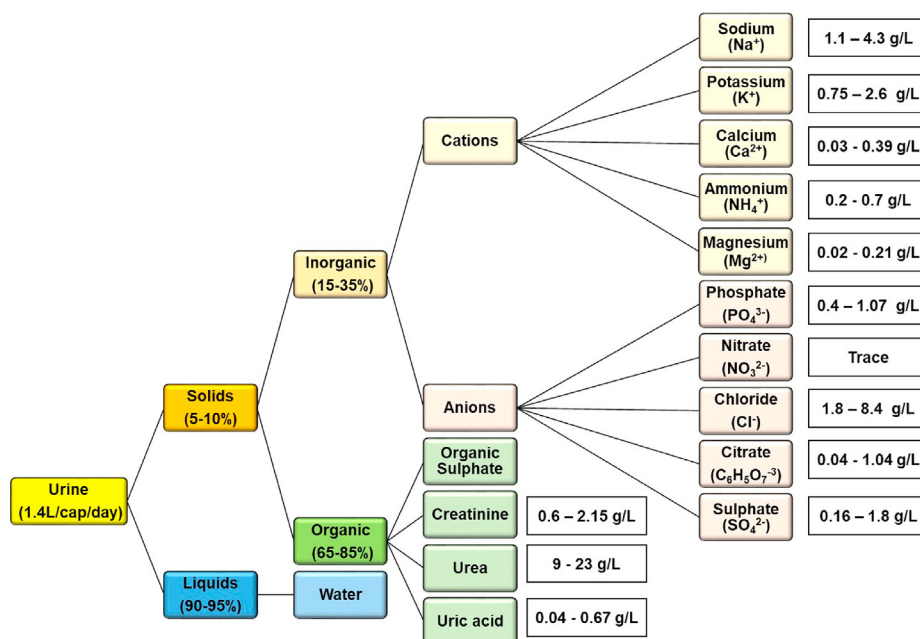 Sodium
(Na⁺)
1.1 – 4.3 g/L
Potassium
(K⁺)
0.75 – 2.6 g/L
Cations
Calcium
(Ca²⁺)
0.03 - 0.39 g/L
Ammonium
(NH₄⁺)
0.2 - 0.7 g/L
Inorganic
(15-35%)
Magnesium
(Mg²⁺)
0.02 - 0.21 g/L
Phosphate
(PO₄³⁻)
0.4 – 1.07 g/L
Nitrate
(NO₃²⁻)
Trace
Solids
(5-10%)
Anions
Chloride
(Cl⁻)
1.8 – 8.4 g/L
Organic
Sulphate
Citrate
(C₆H₅O₇⁻³)
0.04 - 1.04 g/L
Urine
(1.4L/cap/day)
Creatinine
0.6 – 2.15 g/L
Sulphate
(SO₄²⁻)
0.16 – 1.8 g/L
Organic
(65-85%)
Urea
9 - 23 g/L
Liquids
(90-95%)
Water
Uric acid
0.04 - 0.67 g/L